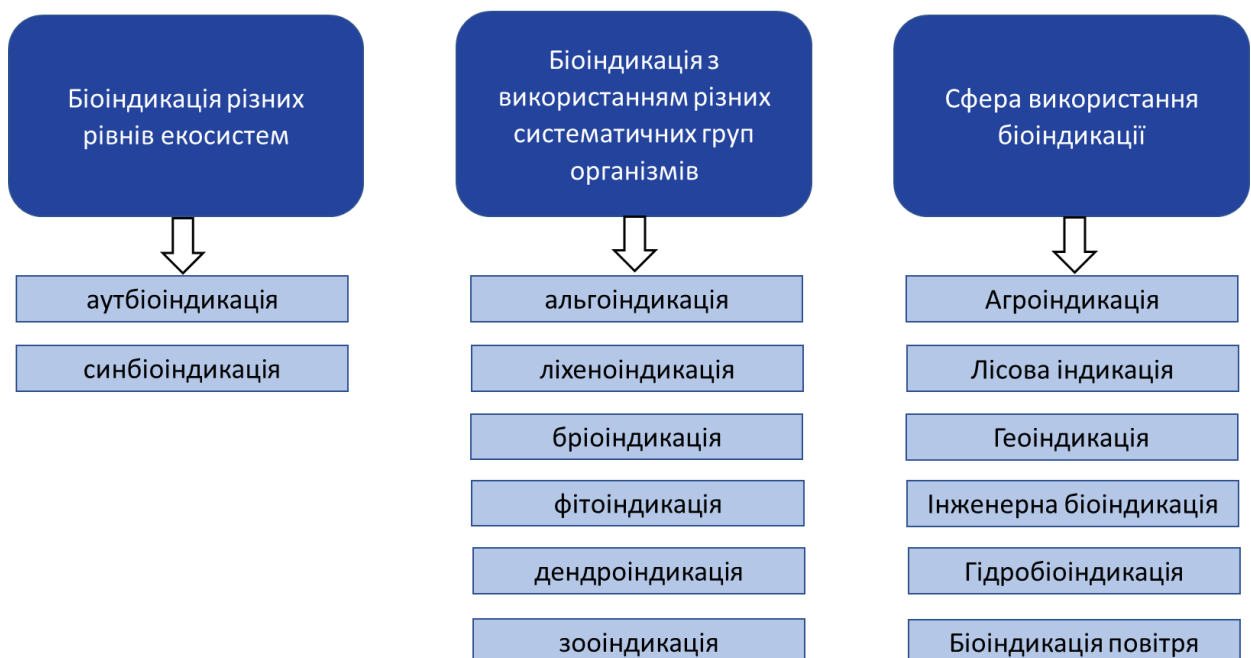 Біоіндикація різних
рівнів екосистем
аутбіоіндикація
синбіоіндикація
Біоіндикація з
використанням різних
систематичних груп
організмів
альгоіндикація
ліхеноіндикація
бріоіндикація
фітоіндикація
дендроіндикація
зооіндикація
Сфера використання
біоіндикації
Агроіндикація
Лісова індикація
Геоіндикація
Інженерна біоіндикація
Гідробіоіндикація
Біоіндикація повітря